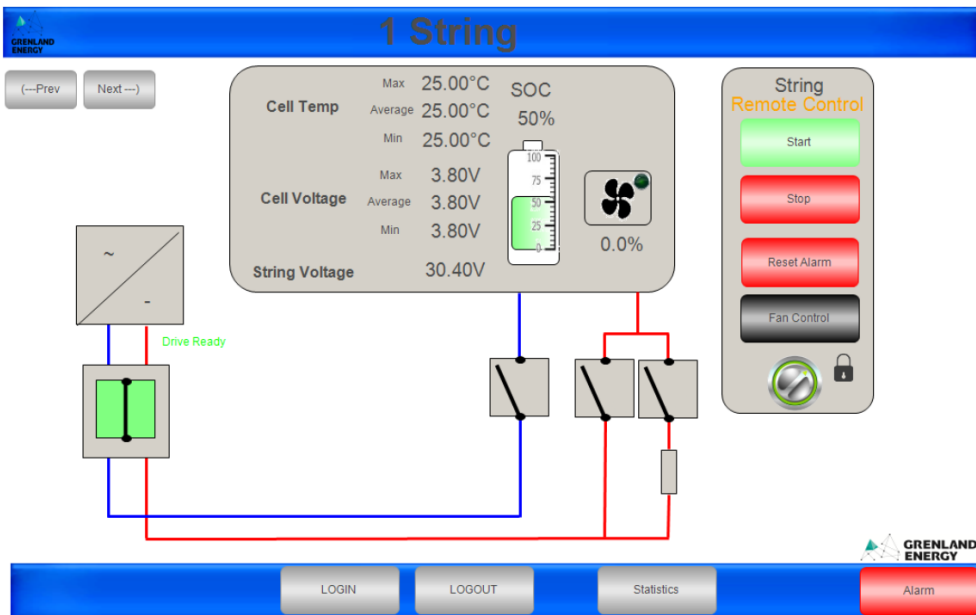 GRENLAND
ENERGY
1 String
(---Prev
Next ---)
Cell Temp
Max 25.00°C
Average 25.00°C
Min 25.00°C
Cell Voltage
Max 3.80V
Average 3.80V
Min 3.80V
String Voltage 30.40V
SOC
50%
100
75
50
25
0
0.0%
String
Remote Control
Start
Stop
Reset Alarm
Fan Control
~
-
Drive Ready
GRENLAND
ENERGY
LOGIN
LOGOUT
Statistics
Alarm